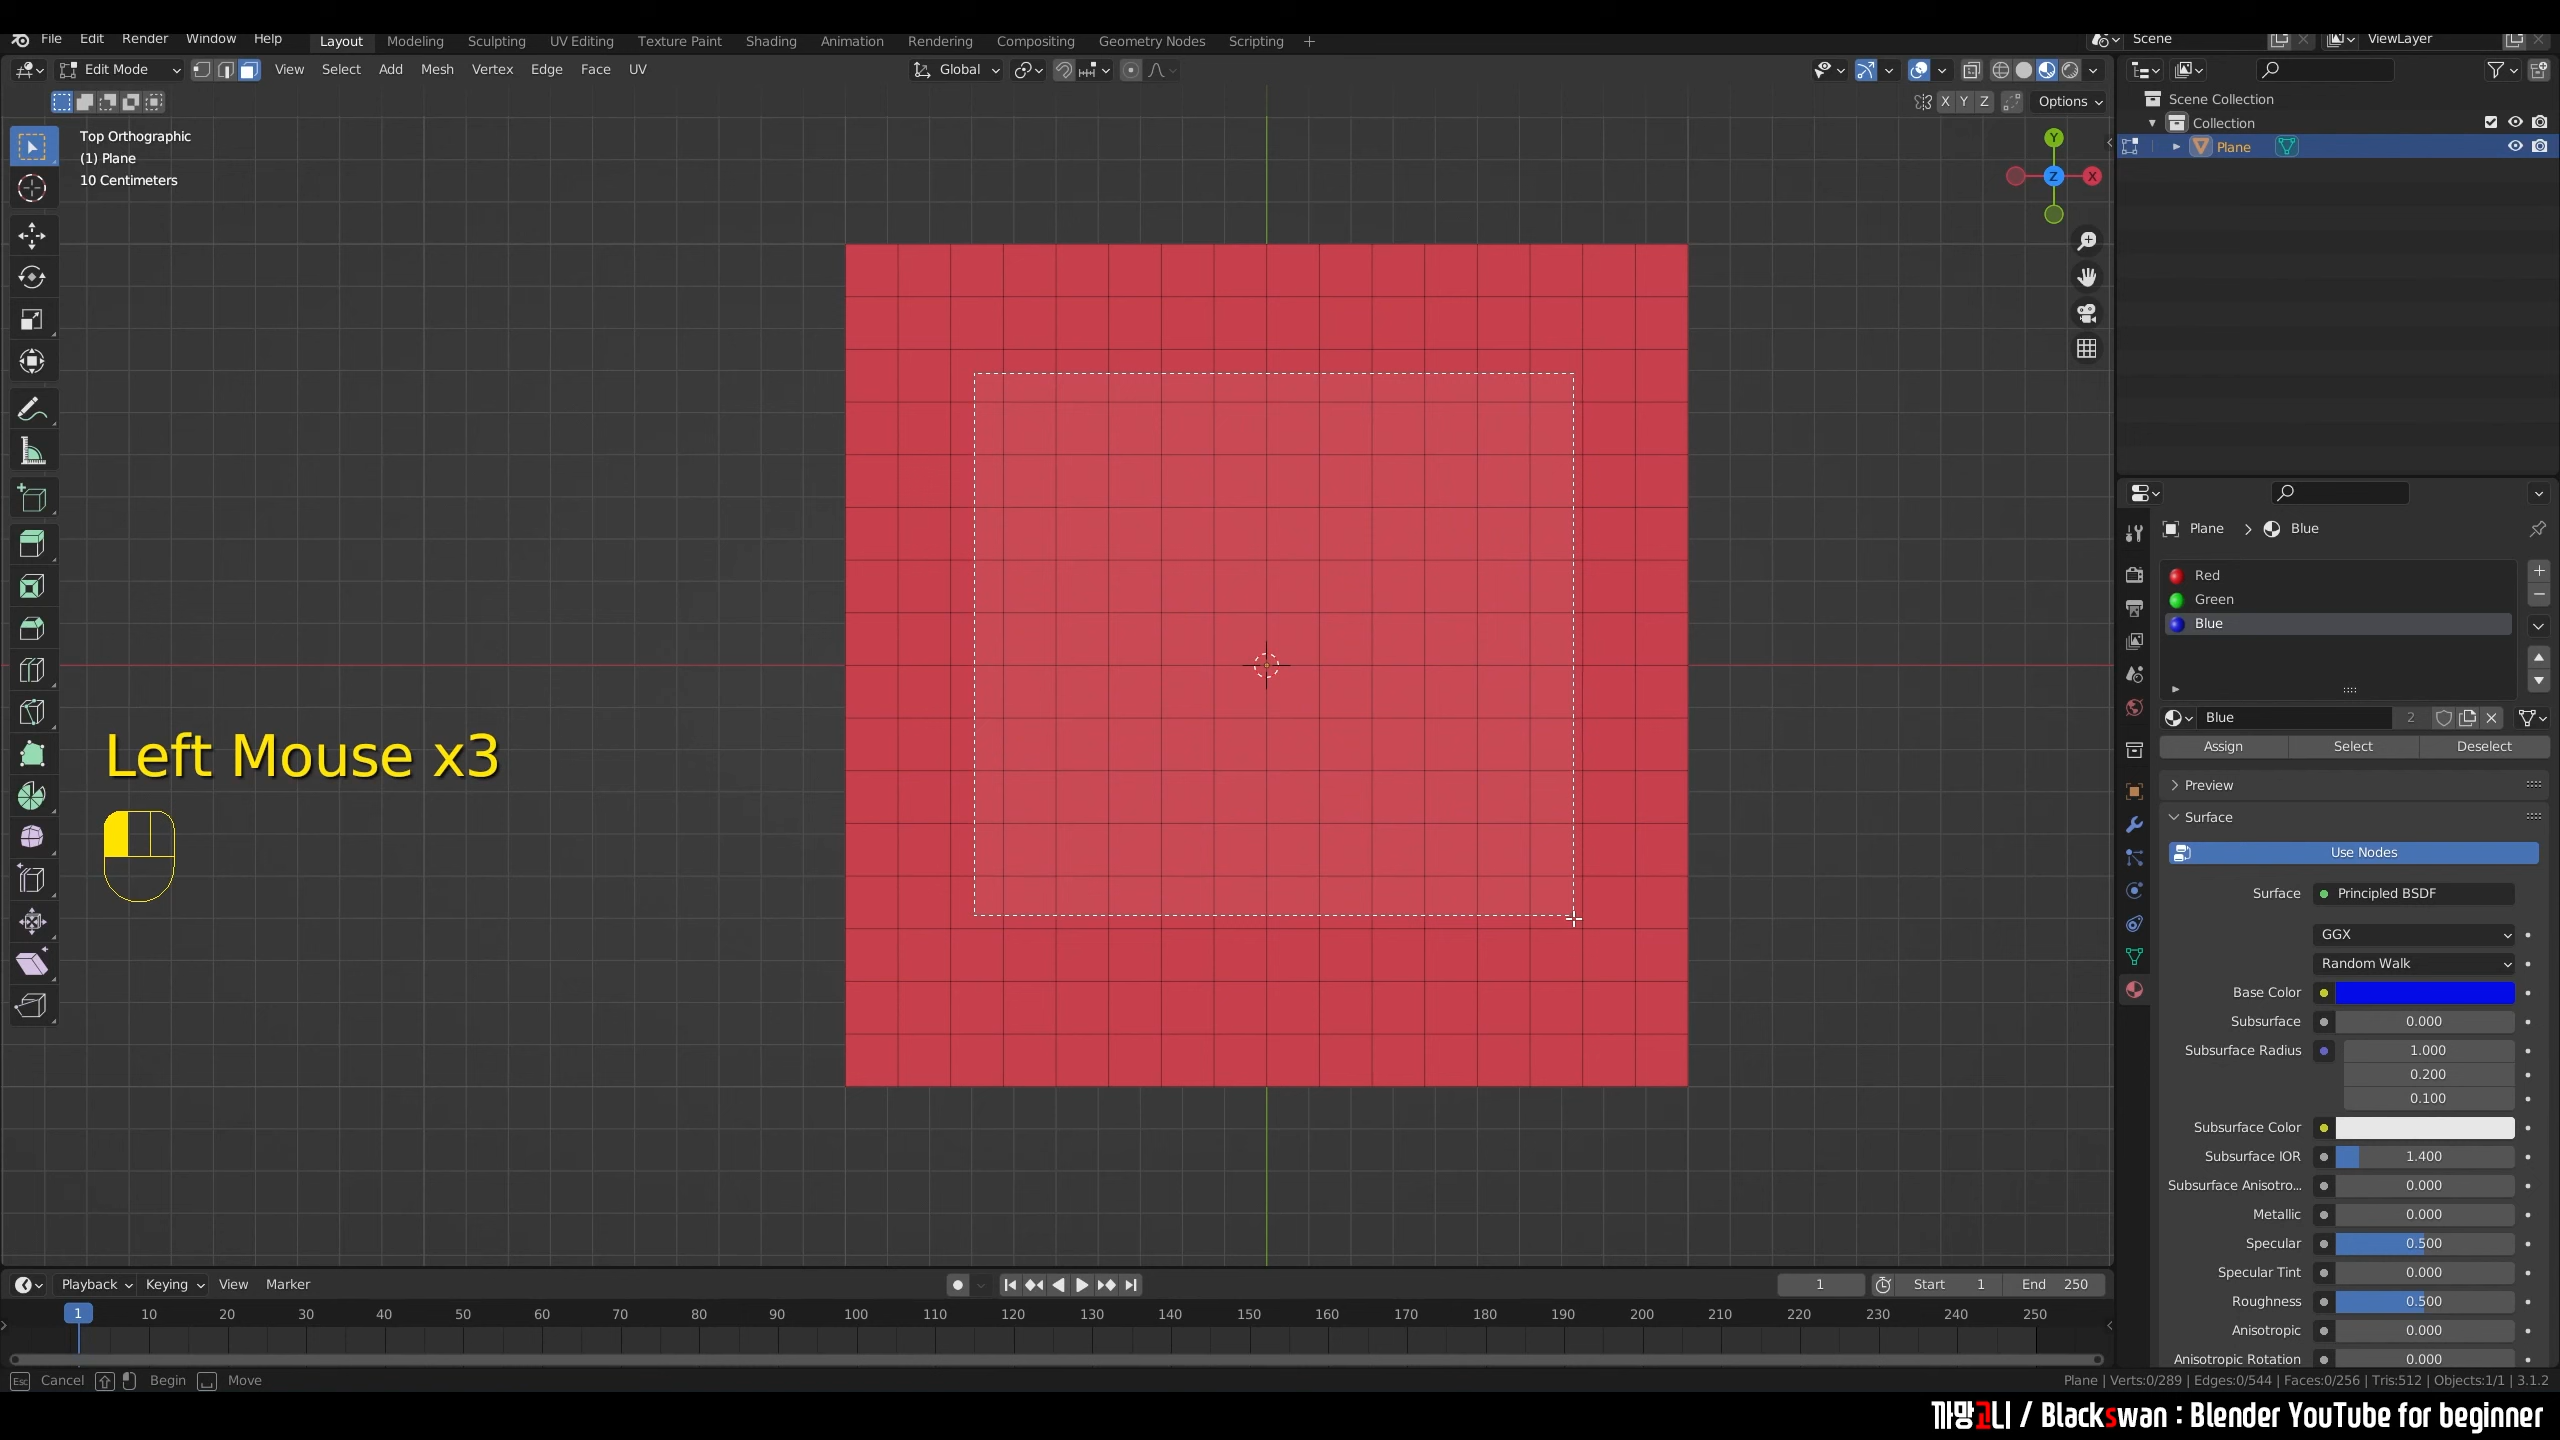 File Edit Render Window Help Layout Modeling Sculpting UV Editing Texture Paint Shading Animation Rendering Compositing Geometry Nodes Scripting + Scene ViewLayer
Edit Mode View Select Add Mesh Vertex Edge Face UV Global
X Y Z Options
Top Orthographic
(1) Plane
10 Centimeters
Y
Z X
Scene Collection
Collection
Plane
Plane > Blue
Red
Green
Blue
Blue 2
Assign Select Deselect
Preview
Surface
Use Nodes
Surface Principled BSDF
GGX
Random Walk
Base Color
Subsurface 0.000
Subsurface Radius 1.000
0.200
0.100
Subsurface Color
Subsurface IOR 1.400
Subsurface Anisotro... 0.000
Metallic 0.000
Specular 0.500
Specular Tint 0.000
Roughness 0.500
Anisotropic 0.000
Anisotropic Rotation 0.000
Left Mouse x3
Playback Keying View Marker 1 Start 1 End 250
1 10 20 30 40 50 60 70 80 90 100 110 120 130 140 150 160 170 180 190 200 210 220 230 240 250
Esc Cancel Begin Move Plane | Verts:0/289 | Edges:0/544 | Faces:0/256 | Tris:512 | Objects:1/1 | 3.1.2
까망고니 / Blackswan : Blender YouTube for beginner